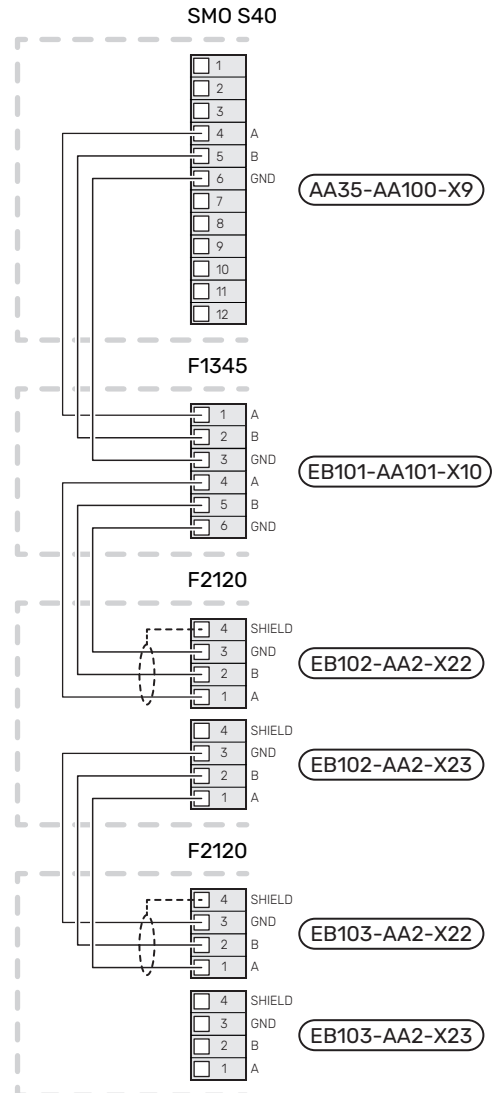 SMO S40
1
2
3
4 A
5 B
6 GND
AA35-AA100-X9
7
8
9
10
11
12
F1345
1 A
2 B
3 GND
EB101-AA101-X10
4 A
5 B
6 GND
F2120
4 SHIELD
3 GND
EB102-AA2-X22
2 B
1 A
4 SHIELD
3 GND
EB102-AA2-X23
2 B
1 A
F2120
4 SHIELD
3 GND
EB103-AA2-X22
2 B
1 A
4 SHIELD
3 GND
EB103-AA2-X23
2 B
1 A